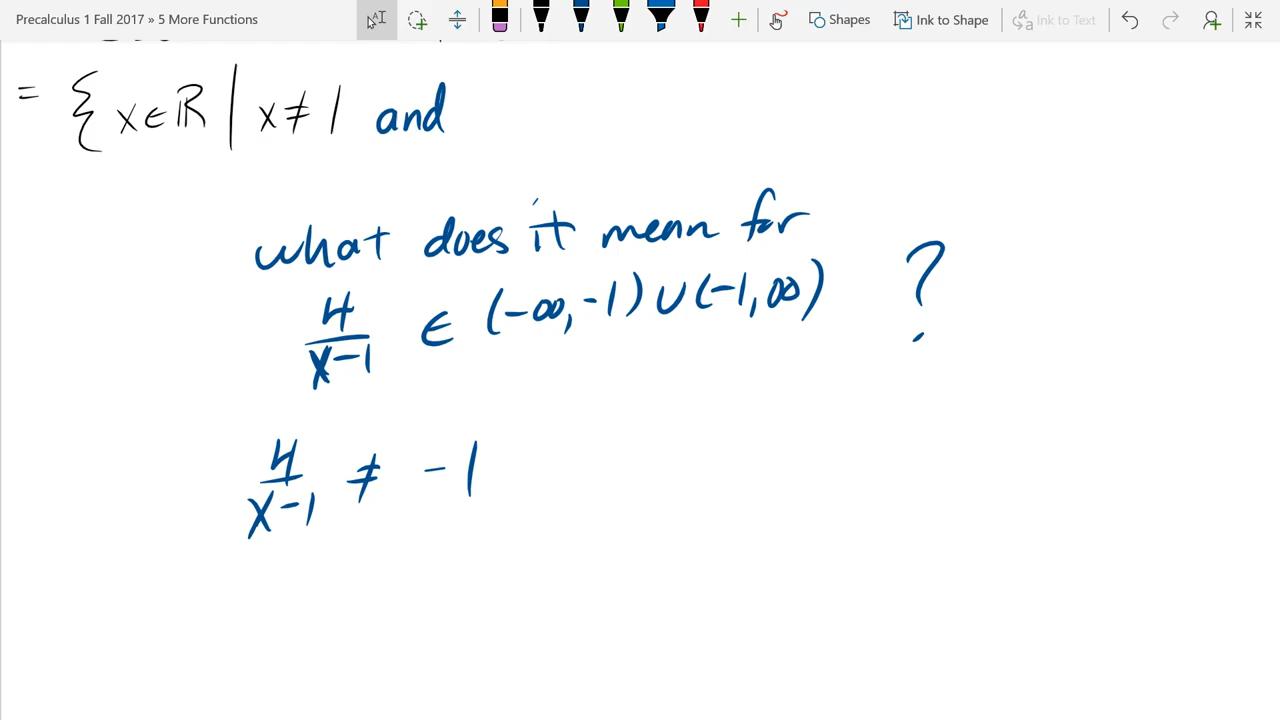 Precalculus 1 Fall 2017 » 5 More Functions
Shapes
Ink to Shape
Ink to Text
= { x∈ℝ | x≠1 and
what does it mean for
4/(x-1) ∈ (-∞,-1)∪(-1,∞) ?
4/(x-1) ≠ -1